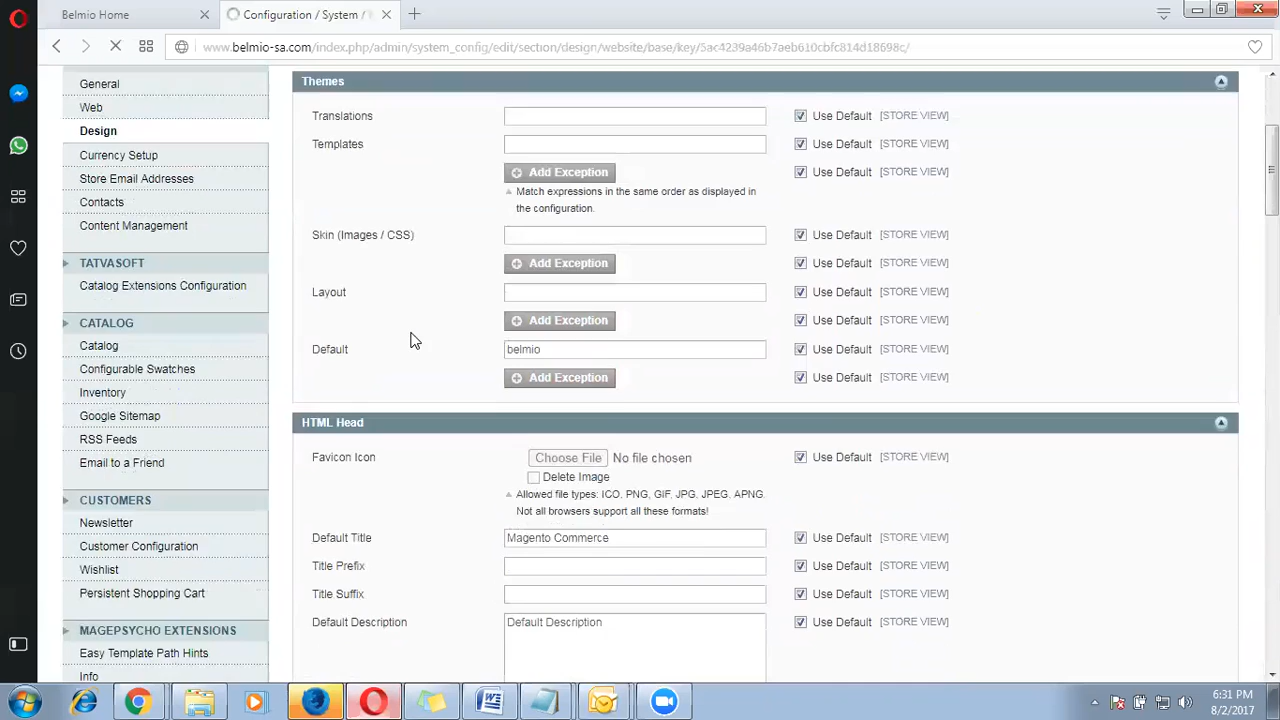 Belmio Home
Configuration / System /
www.belmio-sa.com/index.php/admin/system_config/edit/section/design/website/base/key/5ac4239a46b7aeb610cbfc814d18698c/
General
Web
Design
Currency Setup
Store Email Addresses
Contacts
Content Management
TATVASOFT
Catalog Extensions Configuration
CATALOG
Catalog
Configurable Swatches
Inventory
Google Sitemap
RSS Feeds
Email to a Friend
CUSTOMERS
Newsletter
Customer Configuration
Wishlist
Persistent Shopping Cart
MAGEPSYCHO EXTENSIONS
Easy Template Path Hints
Info
Themes
Translations Use Default [STORE VIEW]
Templates Use Default [STORE VIEW]
Add Exception Use Default [STORE VIEW]
Match expressions in the same order as displayed in
the configuration.
Skin (Images / CSS) Use Default [STORE VIEW]
Add Exception Use Default [STORE VIEW]
Layout Use Default [STORE VIEW]
Add Exception Use Default [STORE VIEW]
Default belmio Use Default [STORE VIEW]
Add Exception Use Default [STORE VIEW]
HTML Head
Favicon Icon Choose File No file chosen Use Default [STORE VIEW]
Delete Image
Allowed file types: ICO, PNG, GIF, JPG, JPEG, APNG.
Not all browsers support all these formats!
Default Title Magento Commerce Use Default [STORE VIEW]
Title Prefix Use Default [STORE VIEW]
Title Suffix Use Default [STORE VIEW]
Default Description Default Description Use Default [STORE VIEW]
6:31 PM
8/2/2017